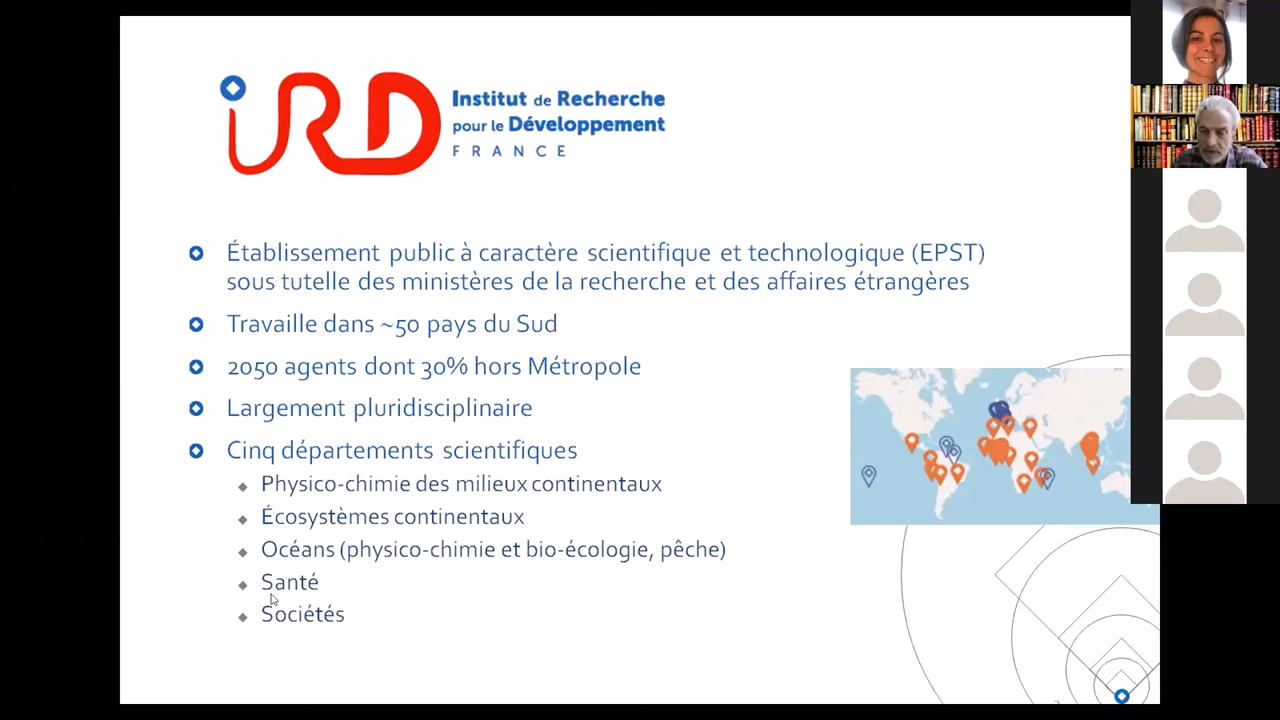 iRD
Institut de Recherche
pour le Développement
FRANCE
Établissement public à caractère scientifique et technologique (EPST)
sous tutelle des ministères de la recherche et des affaires étrangères
Travaille dans ~50 pays du Sud
2050 agents dont 30% hors Métropole
Largement pluridisciplinaire
Cinq départements scientifiques
Physico-chimie des milieux continentaux
Écosystèmes continentaux
Océans (physico-chimie et bio-écologie, pêche)
Santé
Sociétés